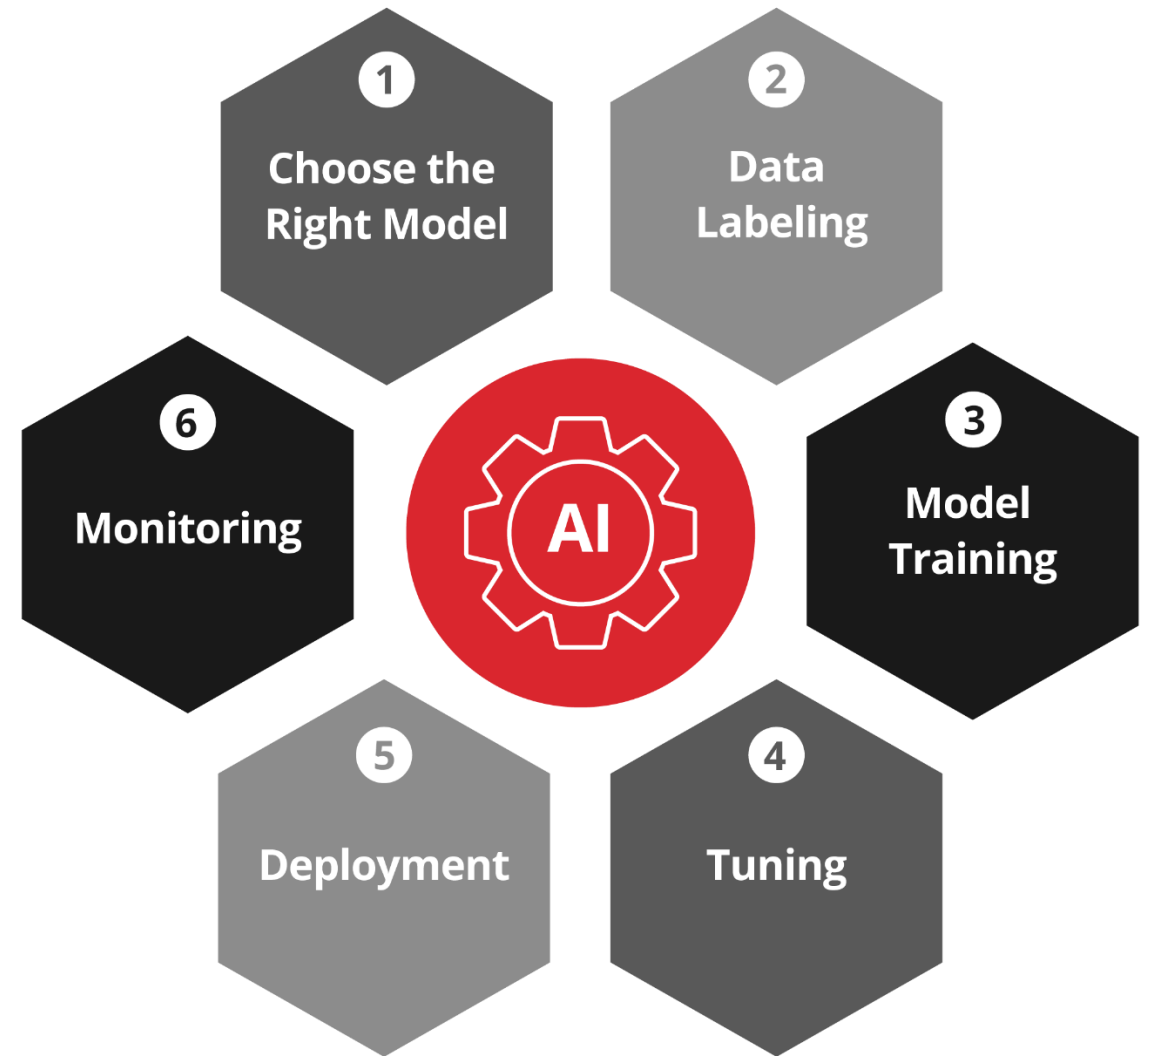 1
Choose the
Right Model
2
Data
Labeling
3
Model
Training
4
Tuning
5
Deployment
6
Monitoring
AI